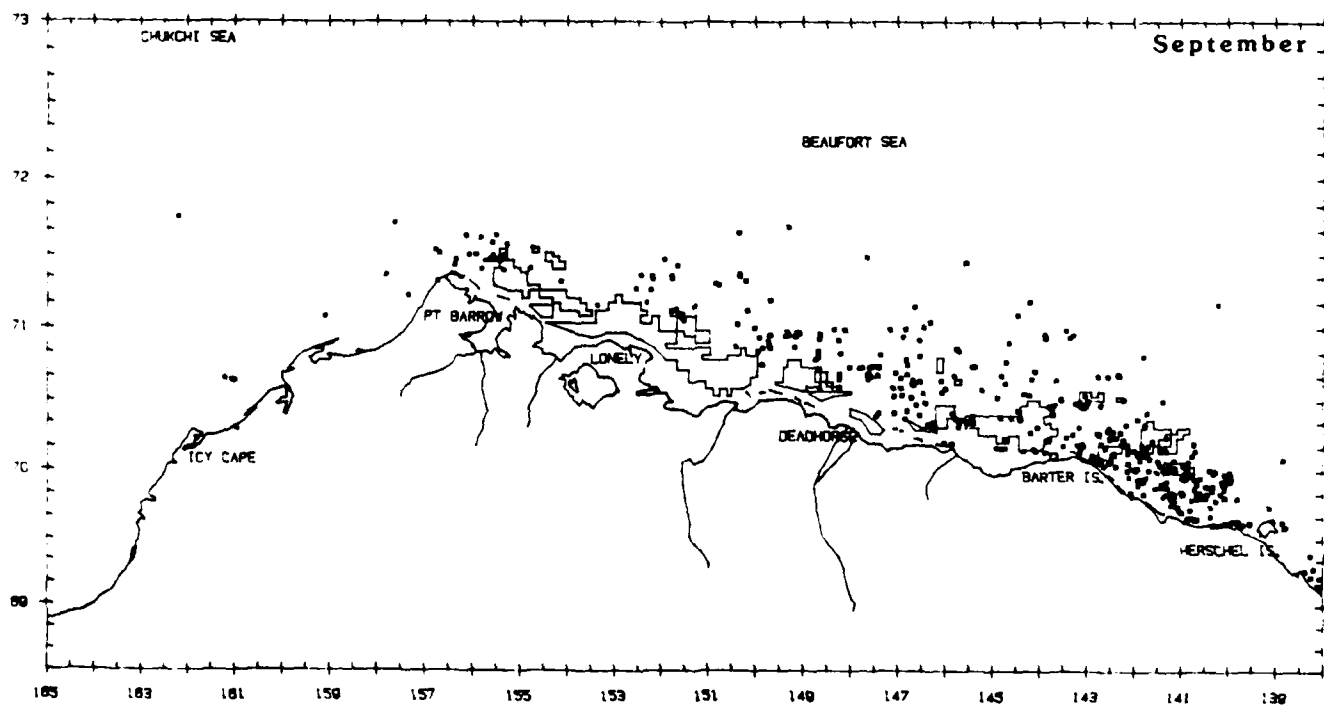 73
CHUKCHI SEA
September
BEAUFORT SEA
72
71
PT BARROW
LONELY
DEADHORSE
70
ICY CAPE
BARTER IS.
HERSCHEL IS.
69
165 163 161 159 157 155 153 151 149 147 145 143 141 139